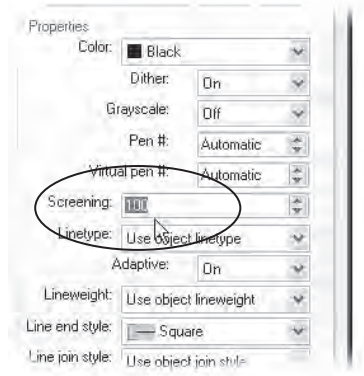 Properties
Color: Black
Dither: On
Grayscale: Off
Pen #: Automatic
Virtual pen #: Automatic
Screening: 100
Linetype: Use object linetype
Adaptive: On
Lineweight: Use object lineweight
Line end style: Square
Line join style: Use object join style